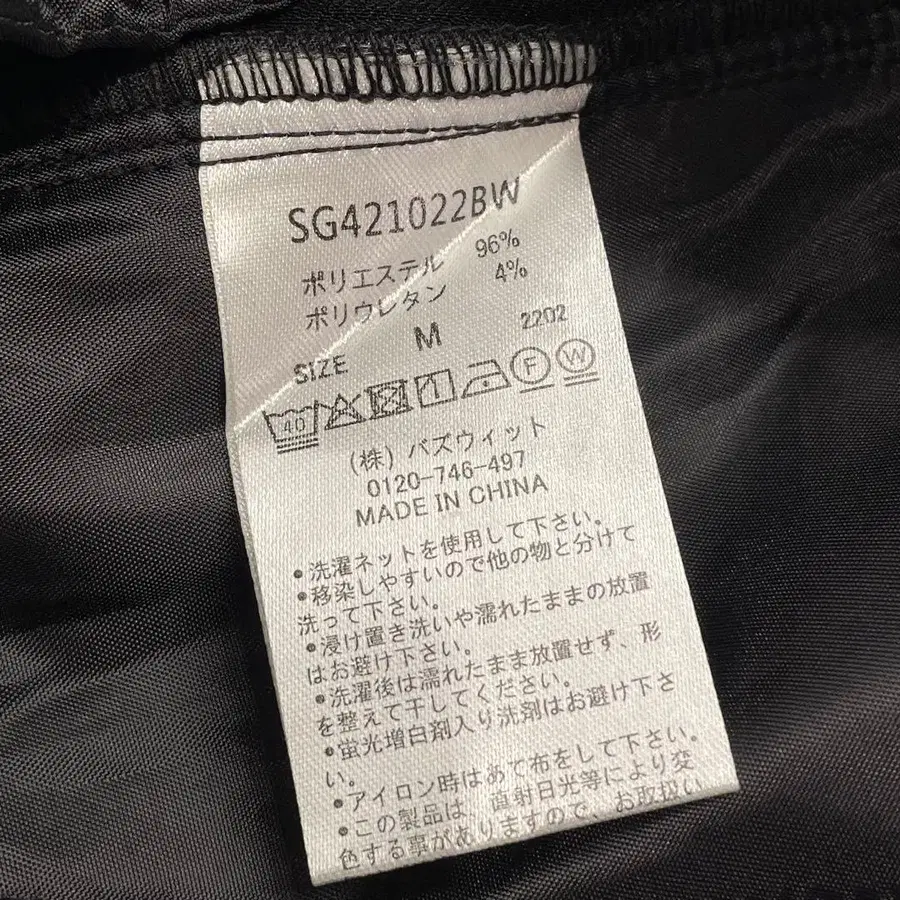 SG421022BW
ポリエステル 96%
ポリウレタン 4%
SIZE M 2202
40 F W
(株) バズウィット
0120-746-497
MADE IN CHINA
•洗濯ネットを使用して下さい。
•移染しやすいので他の物と分けて
洗って下さい。
•浸け置き洗いや濡れたままの放置
はお避け下さい。
•洗濯後は濡れたまま放置せず、形
を整えて干してください。
•蛍光増白剤入り洗剤はお避け下さ
い。
•アイロン時はあて布をして下さい。
•この製品は、直射日光等により変
色する事がありますので、お取扱い